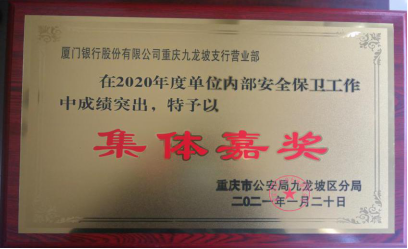 厦门银行股份有限公司重庆九龙坡支行营业部
在2020年度单位内部安全保卫工作
中成绩突出，特予以
集体嘉奖
重庆市公安局九龙坡区分局
二〇二一年一月二十日